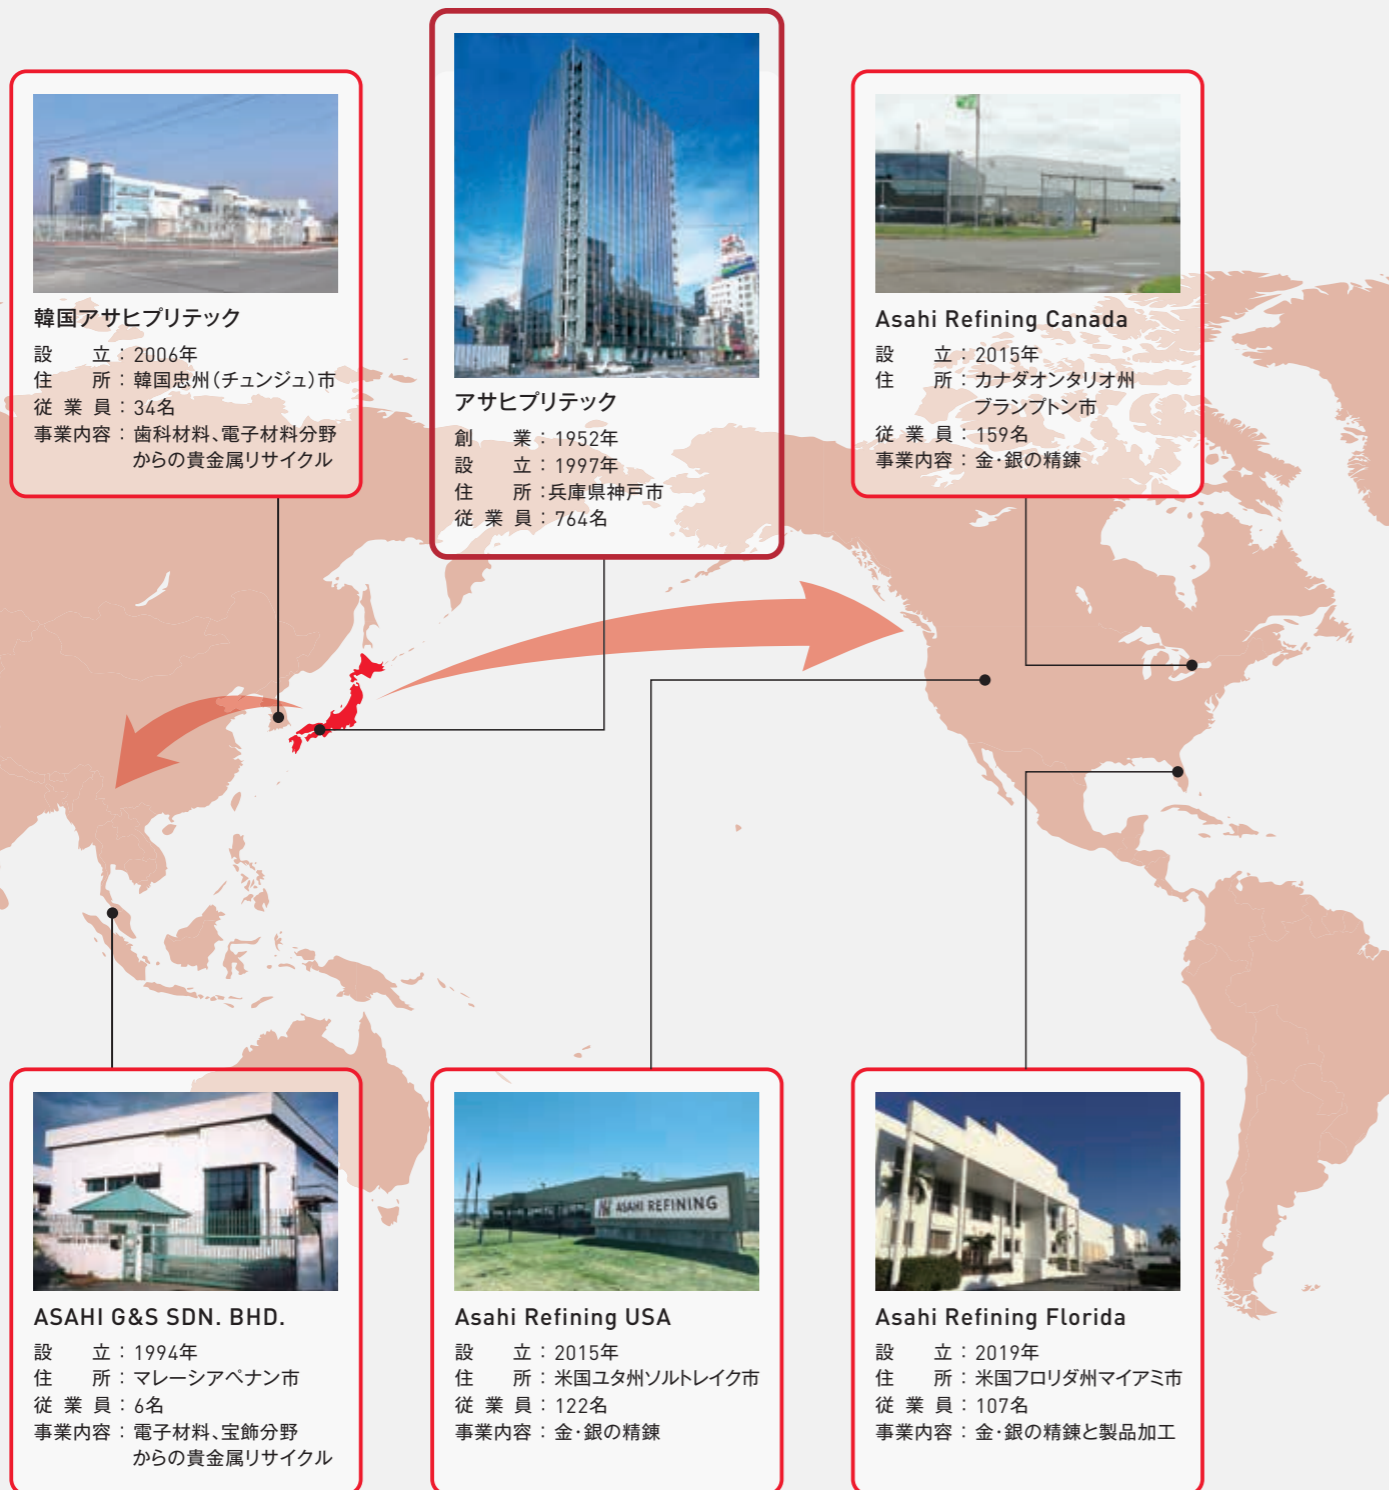 韓国アサヒプリテック
設　　立：2006年
住　　所：韓国忠州（チュンジュ）市
従 業 員：34名
事業内容：歯科材料、電子材料分野
からの貴金属リサイクル
アサヒプリテック
創　　業：1952年
設　　立：1997年
住　　所：兵庫県神戸市
従 業 員：764名
Asahi Refining Canada
設　　立：2015年
住　　所：カナダオンタリオ州
ブランプトン市
従 業 員：159名
事業内容：金・銀の精錬
ASAHI G&S SDN. BHD.
設　　立：1994年
住　　所：マレーシアペナン市
従 業 員：6名
事業内容：電子材料、宝飾分野
からの貴金属リサイクル
ASAHI REFINING
Asahi Refining USA
設　　立：2015年
住　　所：米国ユタ州ソルトレイク市
従 業 員：122名
事業内容：金・銀の精錬
Asahi Refining Florida
設　　立：2019年
住　　所：米国フロリダ州マイアミ市
従 業 員：107名
事業内容：金・銀の精錬と製品加工